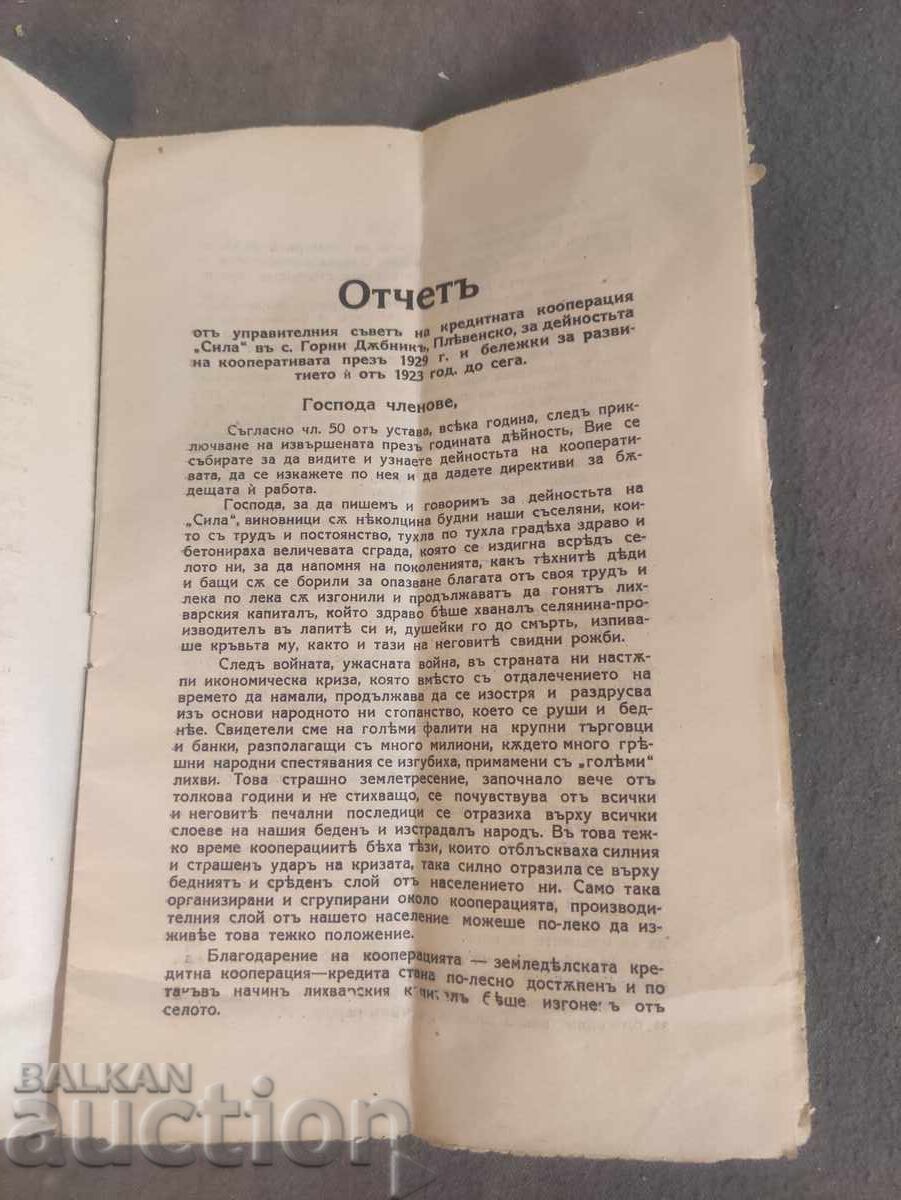 Отчетъ
отъ управителния съветъ на кредитната кооперация
„Сила“ въ с. Горни Джбникъ, Плѣвенско, за дейностьта
на кооперативата презъ 1929 г. и бележки за разви-
тието ѝ отъ 1923 год. до сега.
Господа членове,
Съгласно чл. 50 отъ устава, всѣка година, следъ прик-
лючване на извършената презъ годината дѣйность, Вие се
събирате за да видите и узнаете дейностьта на кооперати-
вата, да се изкажете по нея и да дадете директиви за бѫ-
дещата ѝ работа.
Господа, за да пишемъ и говоримъ за дейностьта на
„Сила“, виновници сѫ нѣколцина будни наши съселяни, кои-
то съ трудъ и постоянство, тухла по тухла градѣха здраво и
бетонираха величевата сграда, която се издигна всрѣдъ се-
лото ни, за да напомня на поколенията, какъ тѣхнитѣ дѣди
и бащи сѫ се борили за опазване благата отъ своя трудъ и
лека по лека сѫ изгонили и продължаватъ да гонятъ лих-
варския капиталъ, който здраво бѣше хваналъ селянина-про-
изводителъ въ лапитѣ си и, душейки го до смърть, изпива-
ше кръвьта му, както и тази на неговитѣ свидни рожби.
Следъ войната, ужасната война, въ страната ни настѫ-
пи икономическа криза, която вмѣсто съ отдалечението на
времето да намали, продължава да се изостря и раздрусва
изъ основи народното ни стопанство, което се руши и бед-
нѣе. Свидетели сме на голѣми фалити на крупни търговци
и банки, разполагащи съ много милиони, кѫдето много грѣ-
шни народни спестявания се изгубиха, примамени съ „голѣми“
лихви. Това страшно землетресение, започнало вече отъ
толкова години и не стихващо, се почувствува отъ всички
и неговитѣ печални последици се отразиха върху всички
слоеве на нашия беденъ и изстрадалъ народъ. Въ това теж-
ко време кооперациитѣ бѣха тѣзи, които отблъскваха силния
и страшенъ ударъ на кризата, така силно отразила се върху
бедниятъ и срѣденъ слой отъ населението ни. Само така
организирани и сгрупирани около кооперацията, производи-
телния слой отъ нашето население можеше по-леко да из-
живѣе това тежко положение.
Благодарение на кооперацията — земледѣлската кре-
дитна кооперация—кредита стана по-лесно достѫпенъ и по
такъвъ начинъ лихварския капиталъ бѣше изгоненъ отъ
селото.
BALKAN
auction